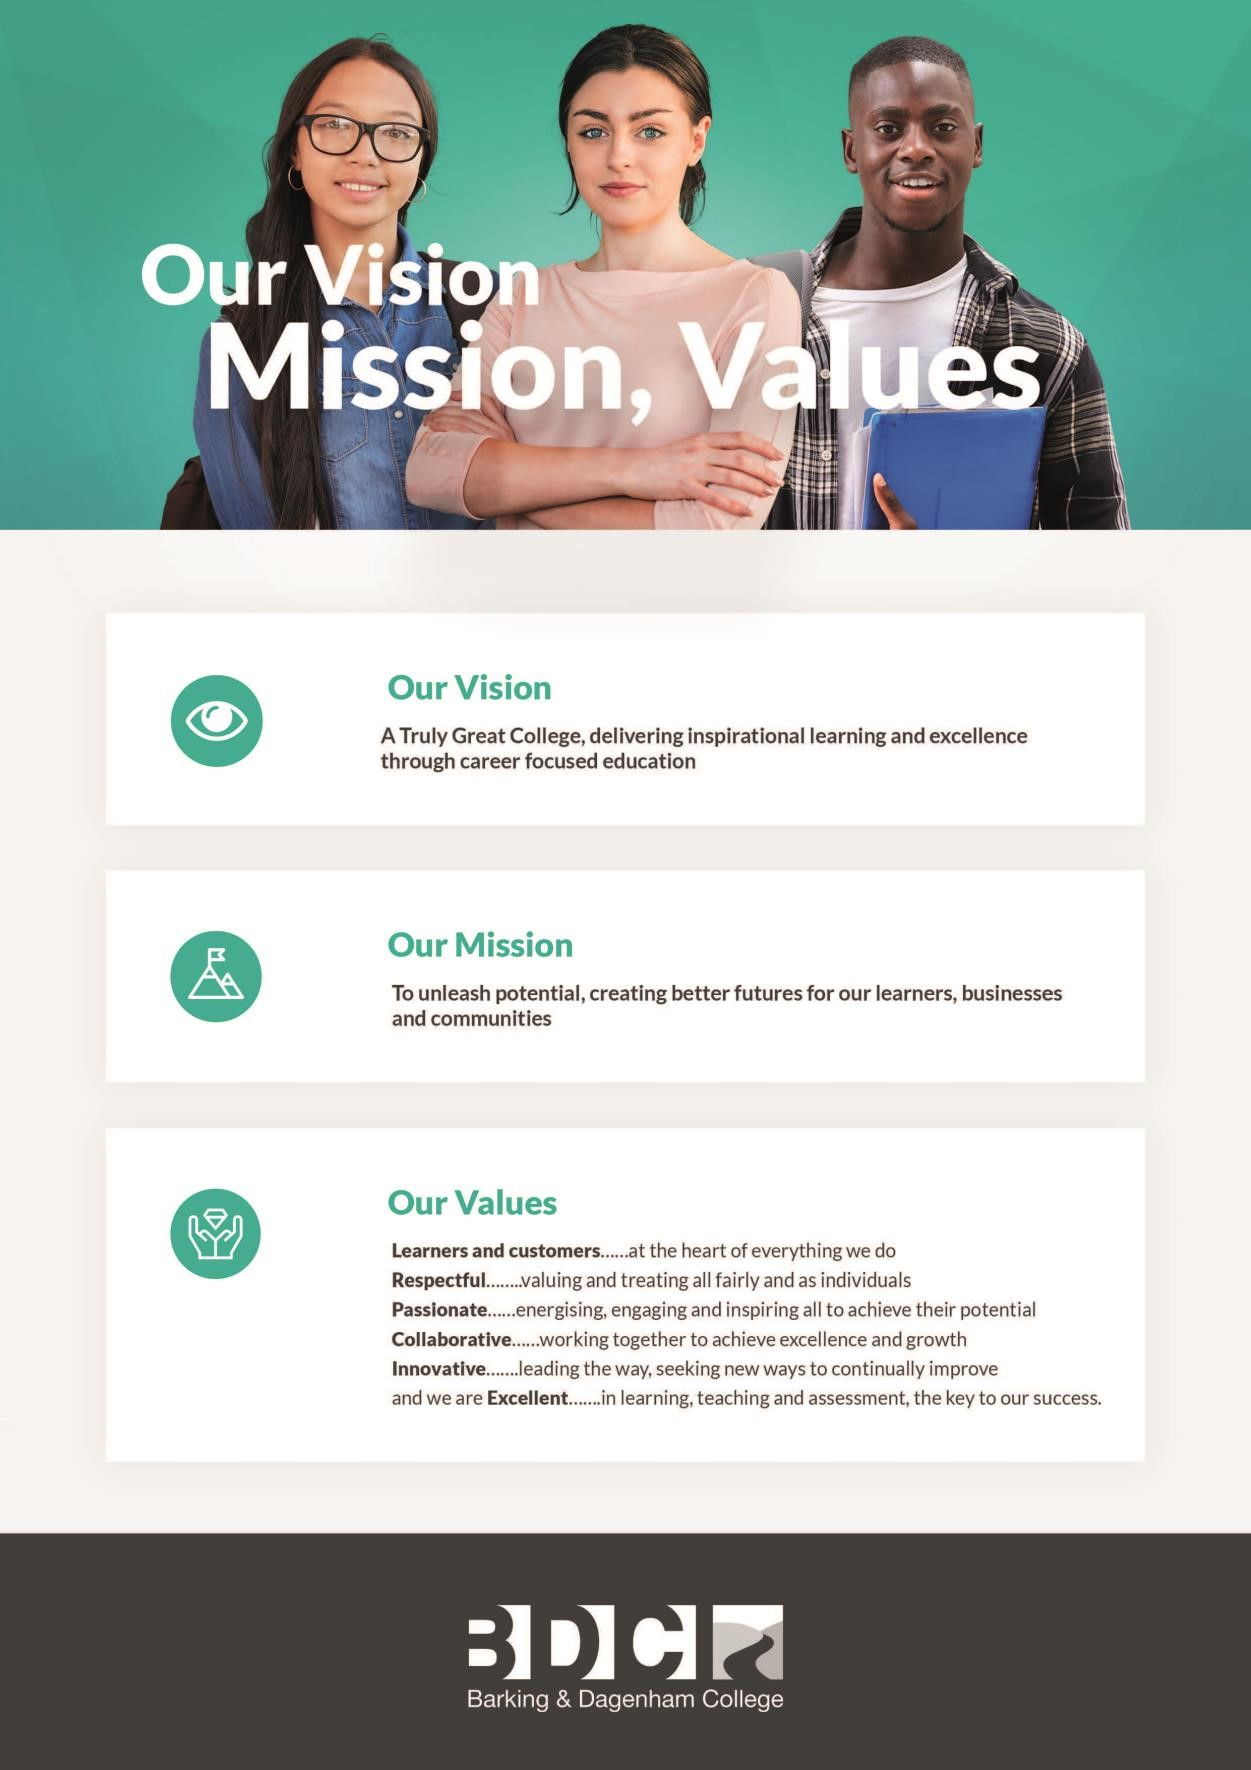 Our Vision
Mission, Values
Our Vision
A Truly Great College, delivering inspirational learning and excellence
through career focused education
Our Mission
To unleash potential, creating better futures for our learners, businesses
and communities
Our Values
Learners and customers......at the heart of everything we do
Respectful........valuing and treating all fairly and as individuals
Passionate......energising, engaging and inspiring all to achieve their potential
Collaborative......working together to achieve excellence and growth
Innovative.......leading the way, seeking new ways to continually improve
and we are Excellent.......in learning, teaching and assessment, the key to our success.
BDC
Barking & Dagenham College